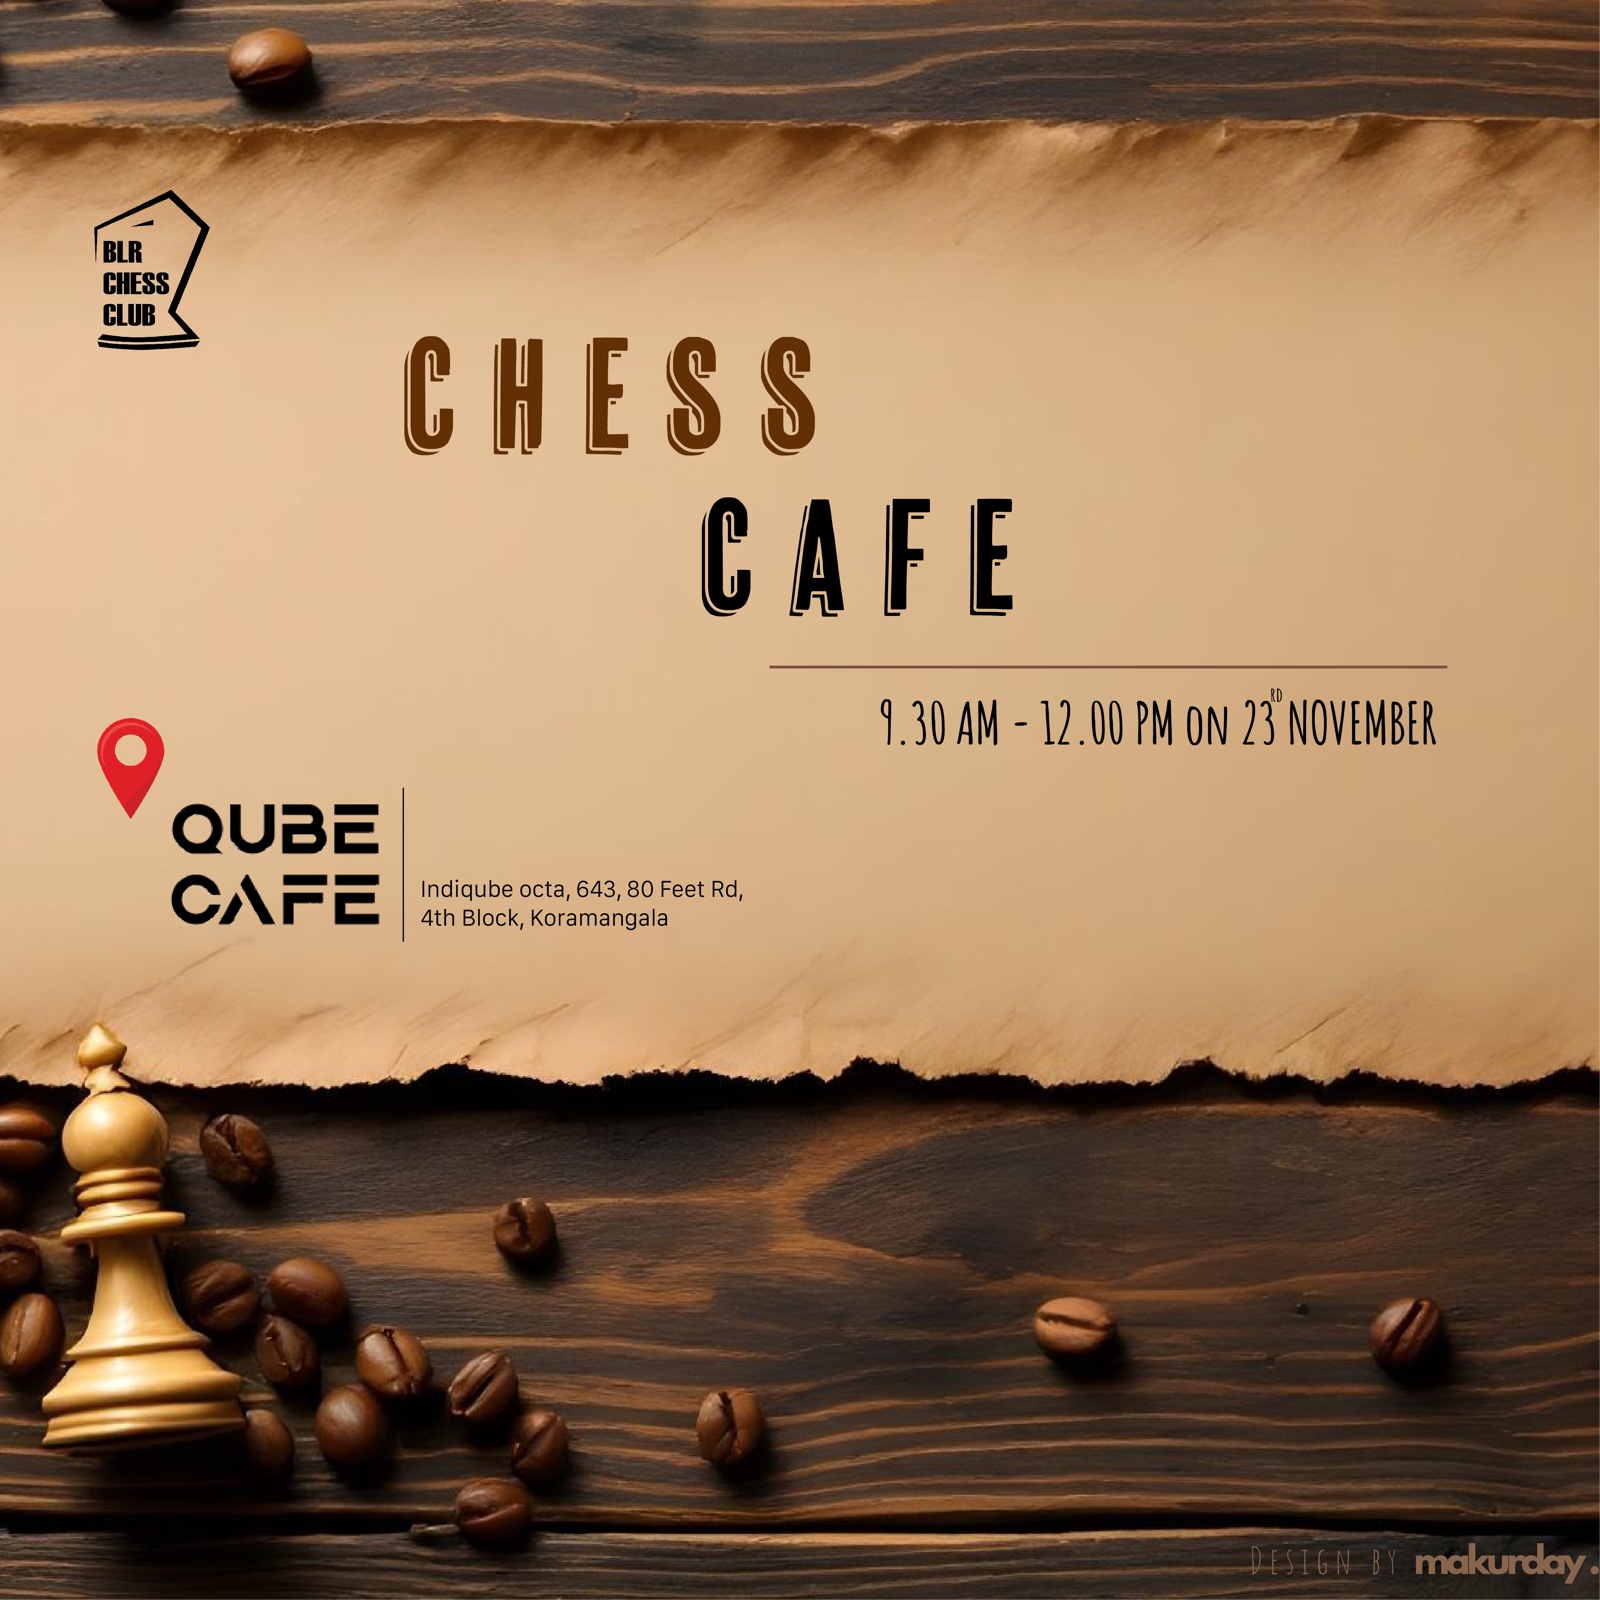 BLR
CHESS
CLUB
CHESS
CAFE
9.30 AM - 12.00 PM on 23RD NOVEMBER
QUBE
CAFE
Indiqube octa, 643, 80 Feet Rd,
4th Block, Koramangala
DESIGN BY makurday.